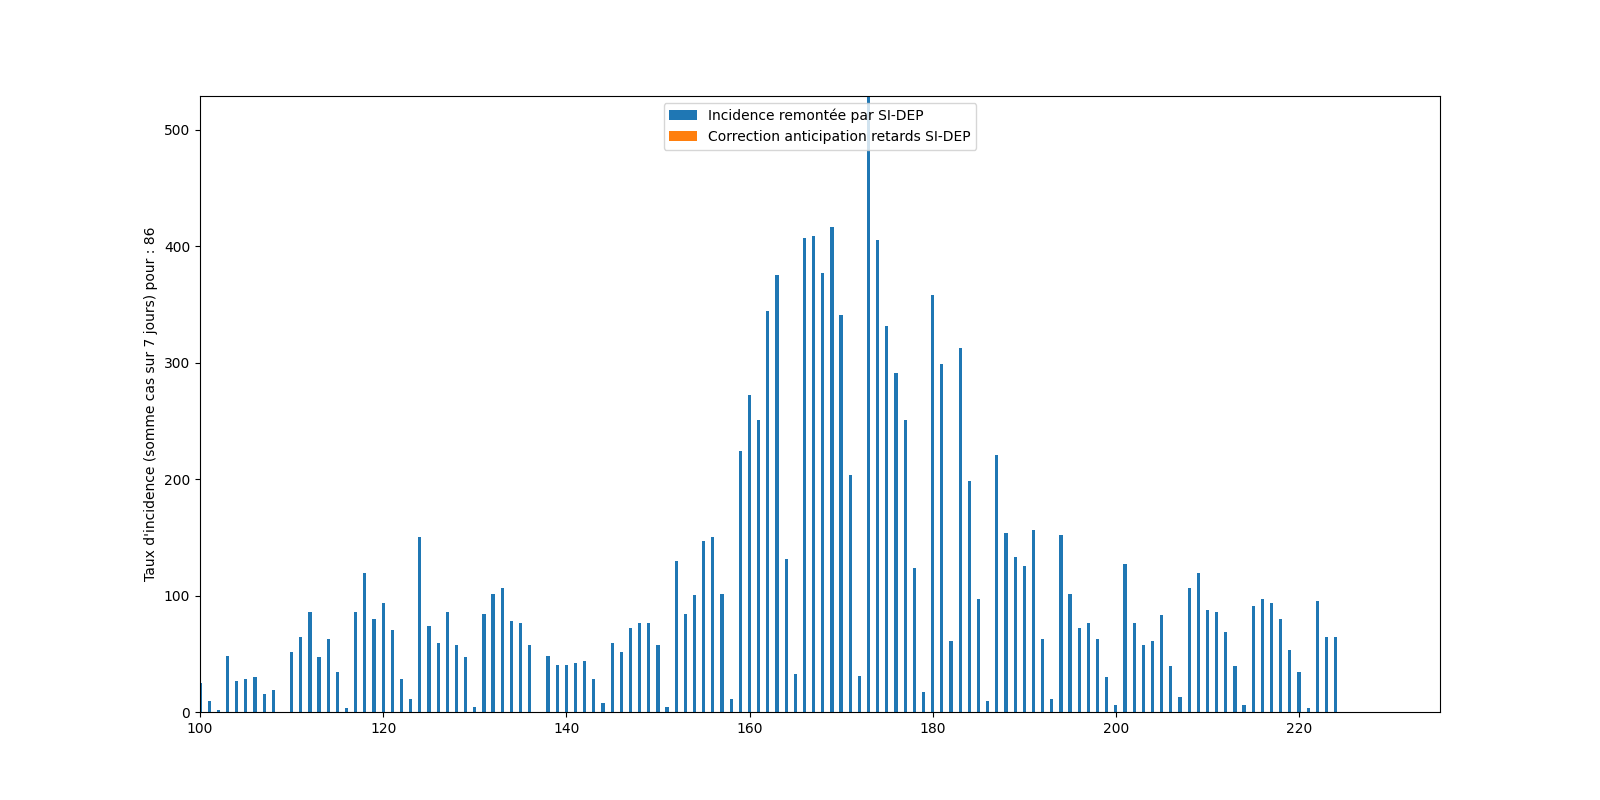 Incidence remontée par SI-DEP
Correction anticipation retards SI-DEP
Taux d'incidence (somme cas sur 7 jours) pour : 86
500
400
300
200
100
0
100 120 140 160 180 200 220